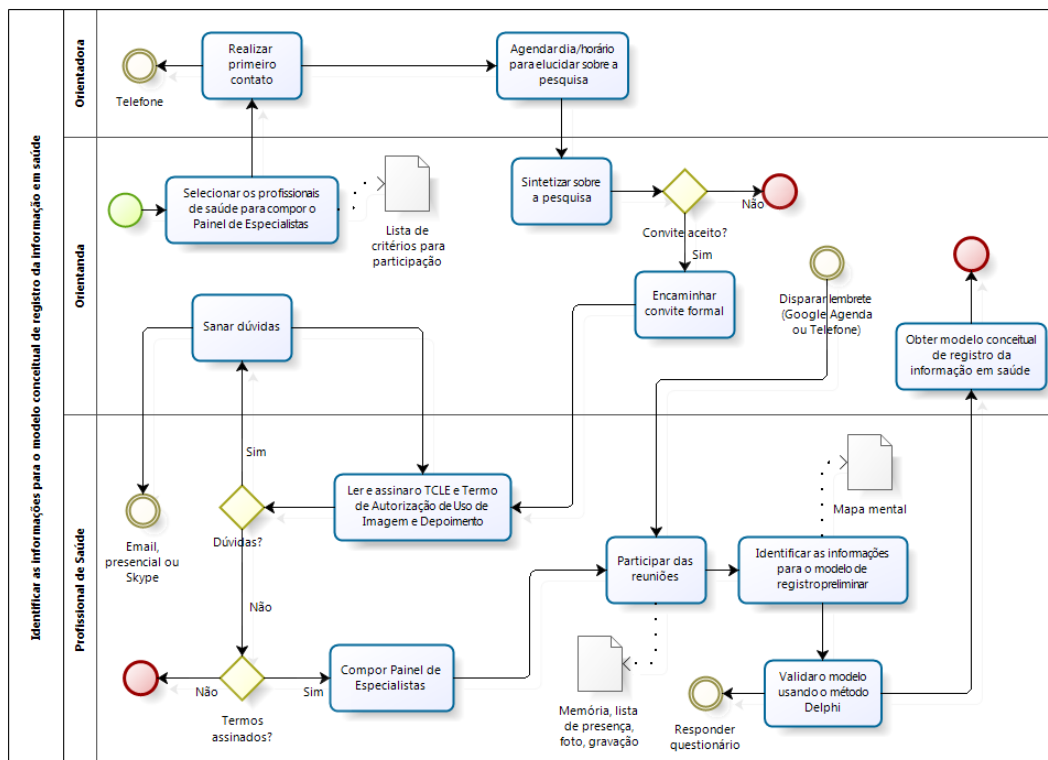 Identificar as informações para o modelo conceitual de registro da informação em saúde
Orientadora
Realizar
primeiro
contato
Telefone
Agendar dia/horário
para elucidar sobre a
pesquisa
Orientanda
Selecionar os profissionais
de saúde para compor o
Painel de Especialistas
Lista de
critérios para
participação
Sintetizar sobre
a pesquisa
Convite aceito?
Não
Sim
Encaminhar
convite formal
Disparar lembrete
(Google Agenda
ou Telefone)
Obter modelo conceitual
de registro da
informação em saúde
Sanar dúvidas
Profissional de Saúde
Sim
Dúvidas?
Não
Email,
presencial ou
Skype
Ler e assinar o TCLE e Termo
de Autorização de Uso de
Imagem e Depoimento
Mapa mental
Participar das
reuniões
Identificar as informações
para o modelo de
registro preliminar
Não
Termos
assinados?
Sim
Compor Painel de
Especialistas
Memória, lista
de presença,
foto, gravação
Responder
questionário
Validar o modelo
usando o método
Delphi